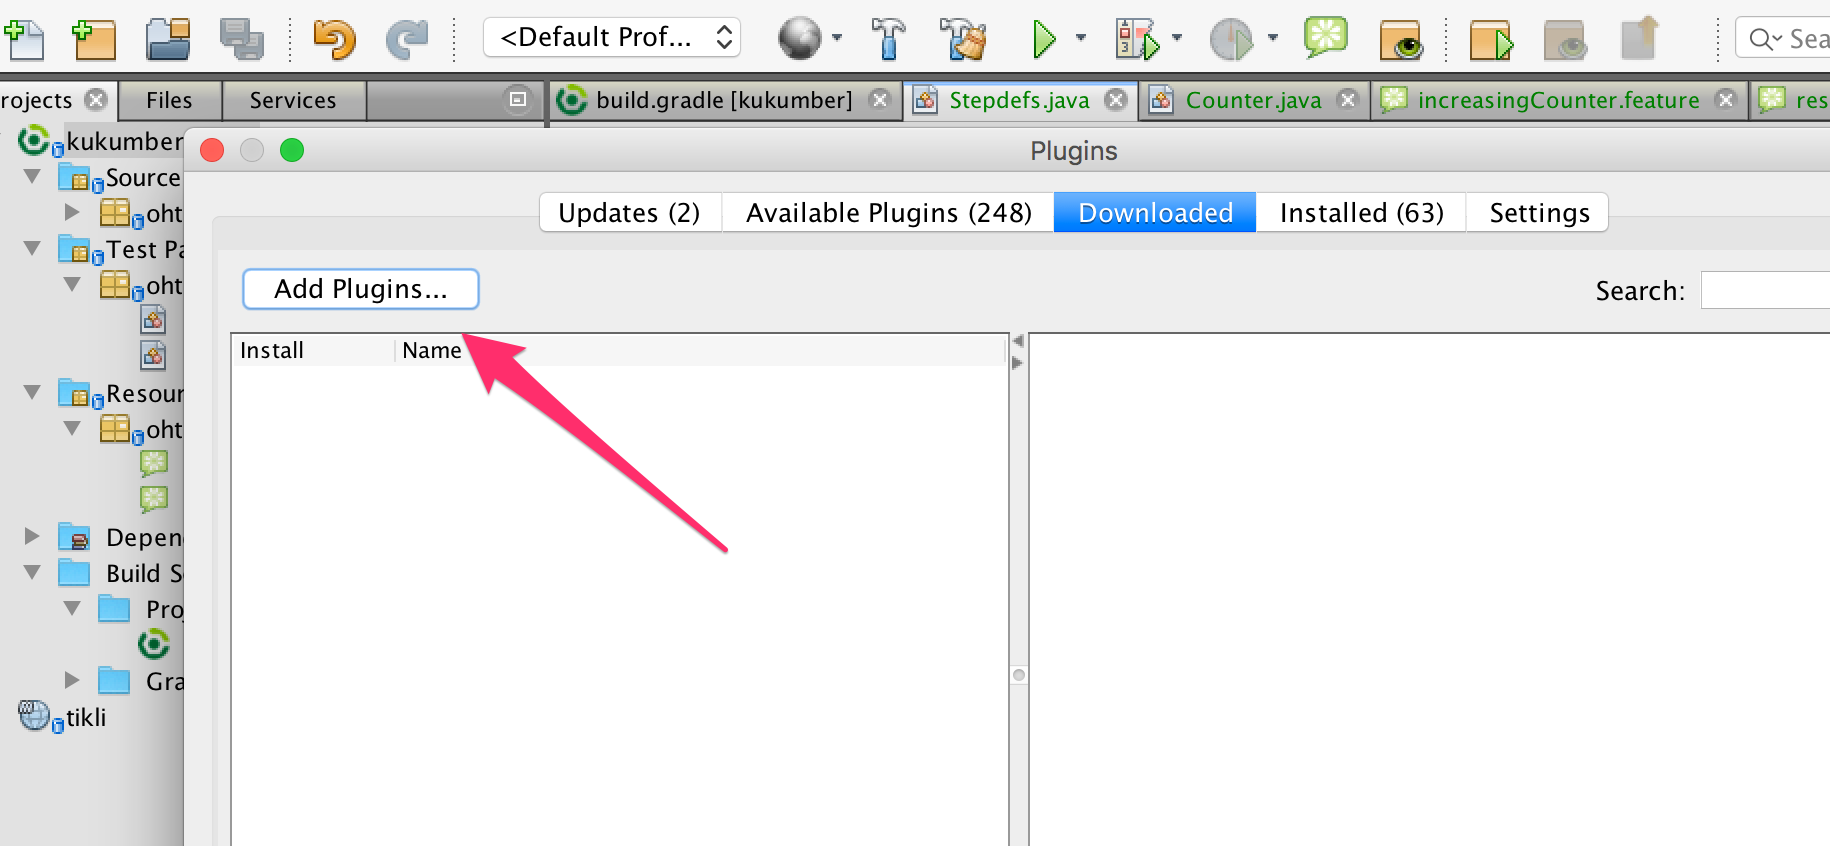 <Default Prof...
Sea
rojects
Files
Services
build.gradle [kukumber]
Stepdefs.java
Counter.java
increasingCounter.feature
res
kukumber
Plugins
Source
Updates (2)
Available Plugins (248)
Downloaded
Installed (63)
Settings
oht
Test Pa
oht
Add Plugins...
Search:
Install
Name
Resour
oht
Depen
Build S
Pro
Gra
tikli